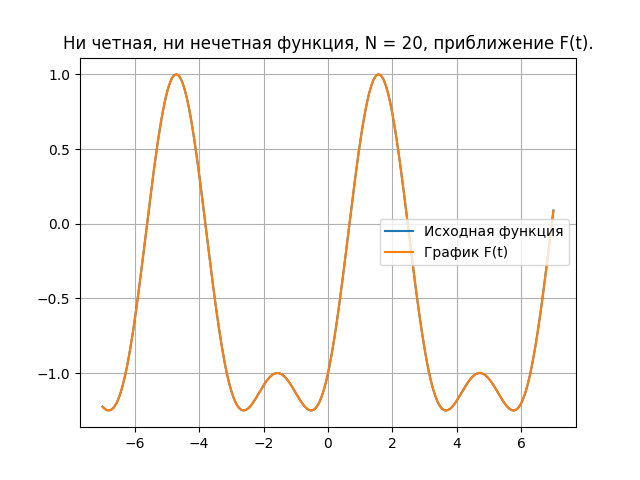 Ни четная, ни нечетная функция, N = 20, приближение F(t).
1.0
0.5
0.0
−0.5
−1.0
Исходная функция
График F(t)
−6 −4 −2 0 2 4 6